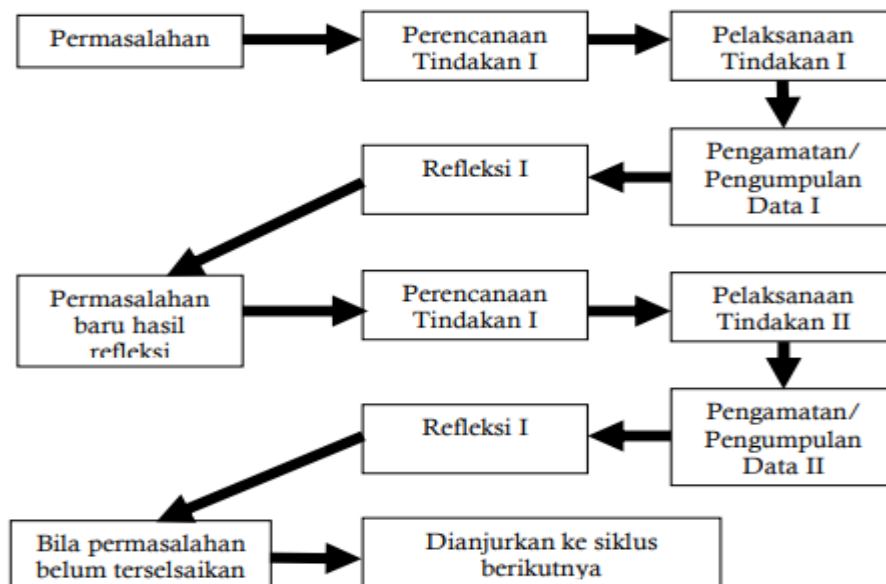 Permasalahan
Perencanaan
Tindakan I
Pelaksanaan
Tindakan I
Refleksi I
Pengamatan/
Pengumpulan
Data I
Permasalahan
baru hasil
refleksi
Perencanaan
Tindakan I
Pelaksanaan
Tindakan II
Refleksi I
Pengamatan/
Pengumpulan
Data II
Bila permasalahan
belum terselsaikan
Dianjurkan ke siklus
berikutnya